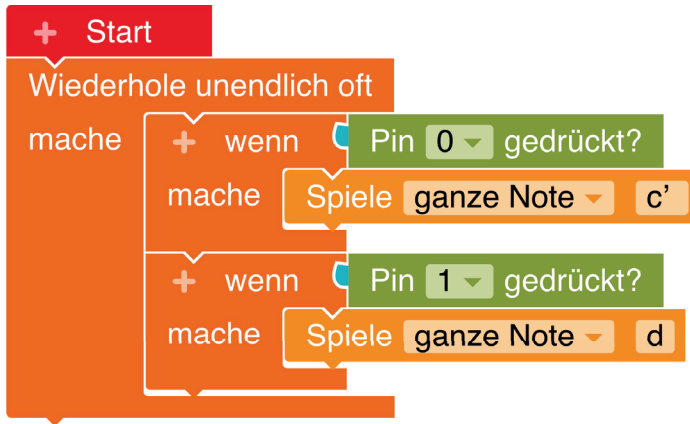 + Start
Wiederhole unendlich oft
mache + wenn Pin 0 gedrückt?
mache Spiele ganze Note c’
+ wenn Pin 1 gedrückt?
mache Spiele ganze Note d